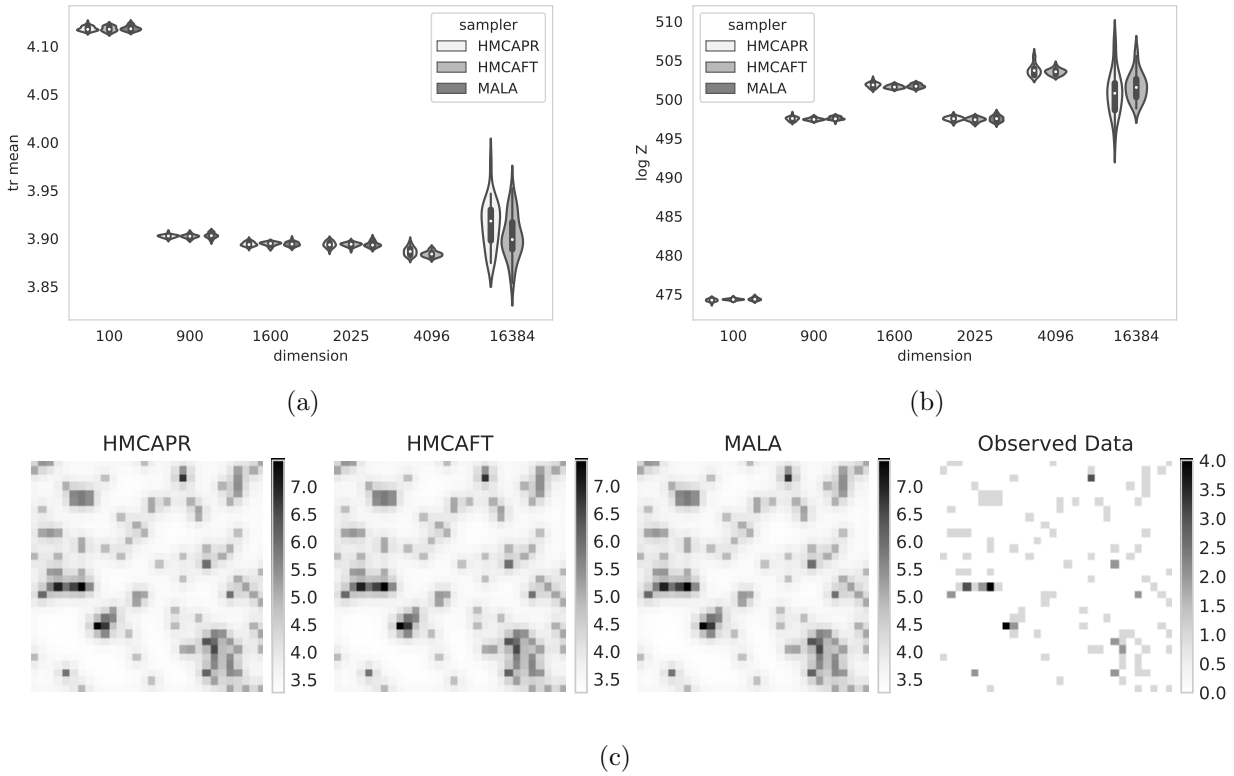 sampler
HMCAPR
HMCAFT
MALA
4.10
4.05
4.00
3.95
3.90
3.85
tr mean
100 900 1600 2025 4096 16384
dimension
(a)
sampler
HMCAPR
HMCAFT
MALA
510
505
500
495
490
485
480
475
log Z
100 900 1600 2025 4096 16384
dimension
(b)
HMCAPR
7.0
6.5
6.0
5.5
5.0
4.5
4.0
3.5
HMCAFT
7.0
6.5
6.0
5.5
5.0
4.5
4.0
3.5
MALA
7.0
6.5
6.0
5.5
5.0
4.5
4.0
3.5
Observed Data
4.0
3.5
3.0
2.5
2.0
1.5
1.0
0.5
0.0
(c)